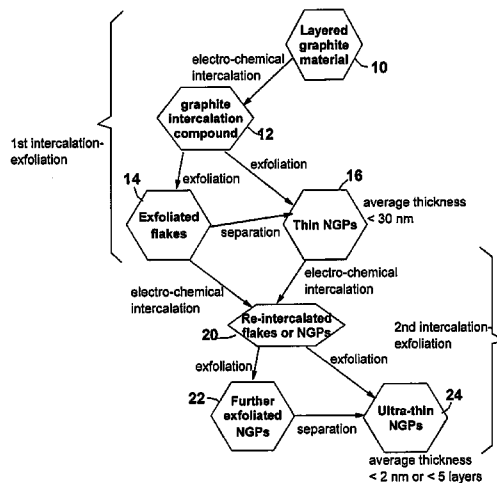 Layered
graphite
material
10
electro-chemical
intercalation
graphite
intercalation
compound
12
1st intercalation-
exfoliation
exfoliation
exfoliation
14
16
Exfoliated
flakes
separation
Thin NGPs
average thickness
< 30 nm
electro-chemical
intercalation
electro-chemical
intercalation
Re-intercalated
flakes or NGPs
20
2nd intercalation-
exfoliation
exfoliation
exfoliation
22
Further
exfoliated
NGPs
separation
Ultra-thin
NGPs
24
average thickness
< 2 nm or < 5 layers